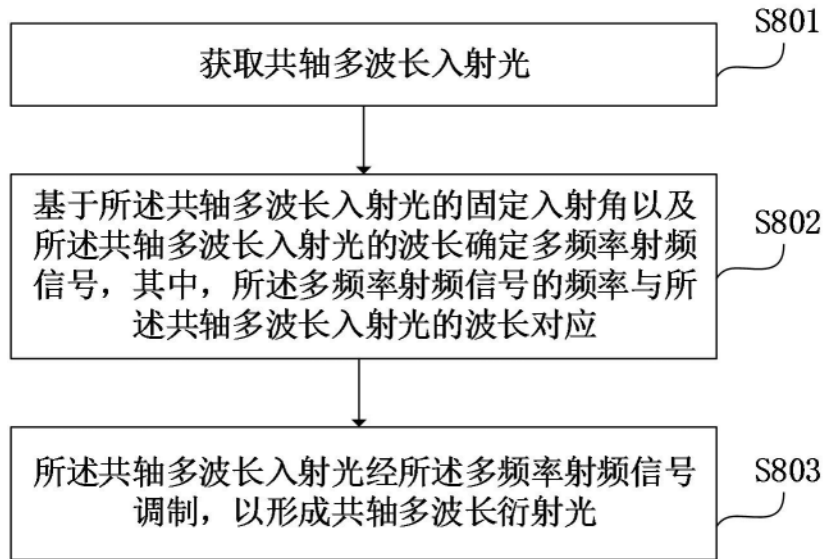 S801
获取共轴多波长入射光
基于所述共轴多波长入射光的固定入射角以及
所述共轴多波长入射光的波长确定多频率射频
信号，其中，所述多频率射频信号的频率与所
述共轴多波长入射光的波长对应
S802
所述共轴多波长入射光经所述多频率射频信号
调制，以形成共轴多波长衍射光
S803